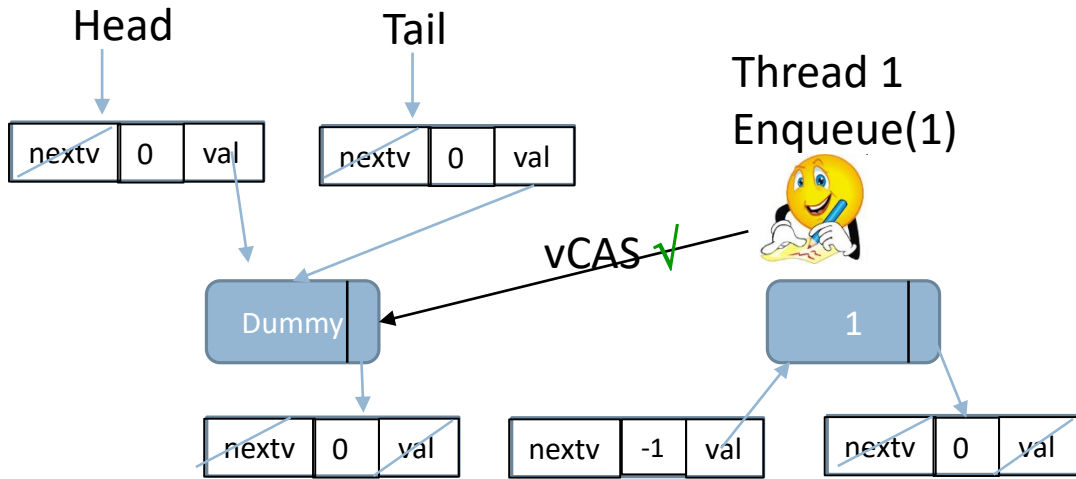 Head
Tail
Thread 1
Enqueue(1)
nextv 0 val
nextv 0 val
vCAS √
Dummy
1
nextv 0 val
nextv -1 val
nextv 0 val